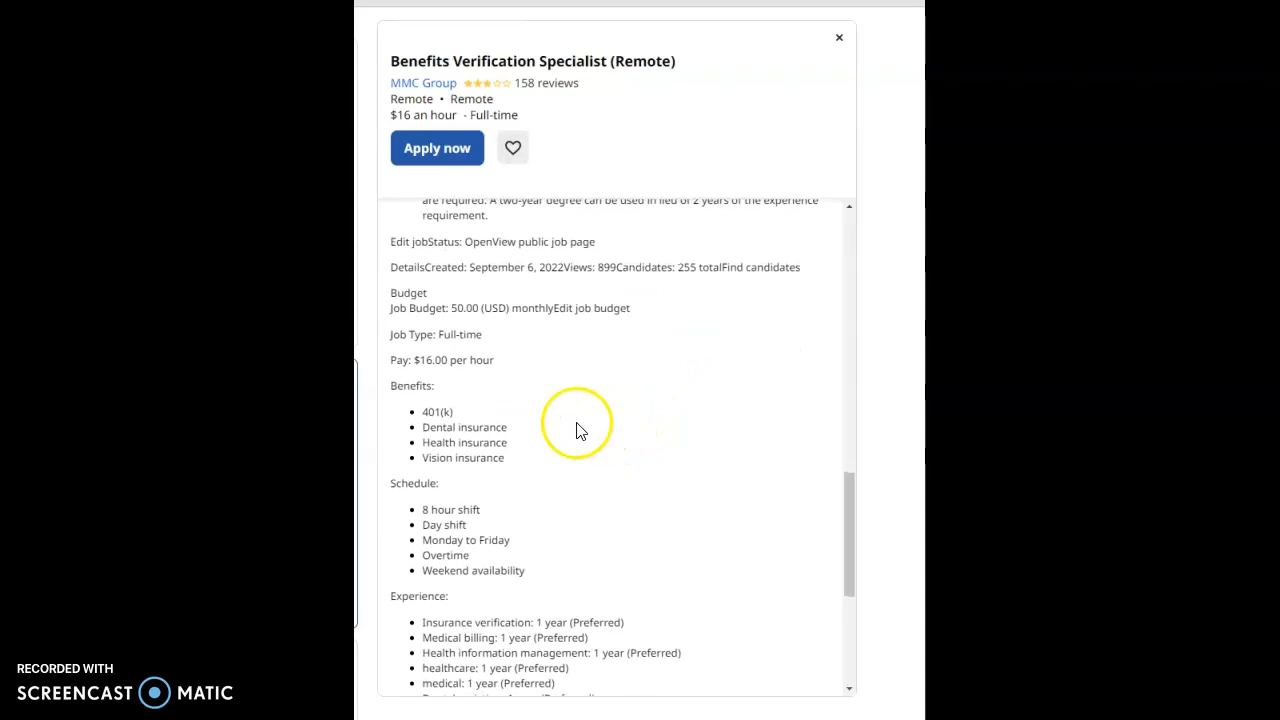 ×
Benefits Verification Specialist (Remote)
MMC Group 158 reviews
Remote • Remote
$16 an hour - Full-time
Apply now
are required. A two-year degree can be used in lieu of 2 years of the experience
requirement.
Edit jobStatus: OpenView public job page
DetailsCreated: September 6, 2022Views: 899Candidates: 255 totalFind candidates
Budget
Job Budget: 50.00 (USD) monthlyEdit job budget
Job Type: Full-time
Pay: $16.00 per hour
Benefits:
• 401(k)
• Dental insurance
• Health insurance
• Vision insurance
Schedule:
• 8 hour shift
• Day shift
• Monday to Friday
• Overtime
• Weekend availability
Experience:
• Insurance verification: 1 year (Preferred)
• Medical billing: 1 year (Preferred)
• Health information management: 1 year (Preferred)
• healthcare: 1 year (Preferred)
• medical: 1 year (Preferred)
RECORDED WITH
SCREENCAST MATIC